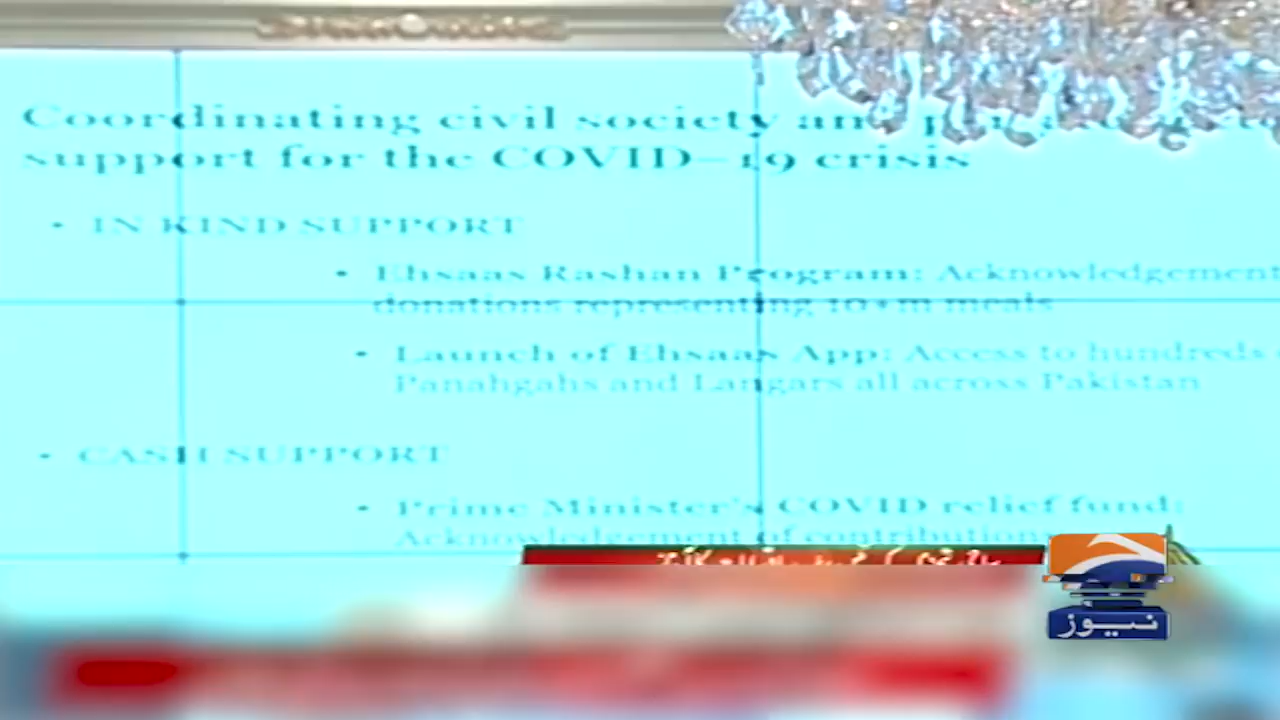 Coordinating civil society
support for the COVID–19 crisis
• IN KIND SUPPORT
• Ehsaas Rashan Program: Acknowledgement
donations representing 10+m meals
• Launch of Ehsaas App: Access to hundreds
Panahgahs and Langars all across Pakistan
• CASH SUPPORT
• Prime Minister's COVID relief fund:
Acknowledgement of contributions
نیوز